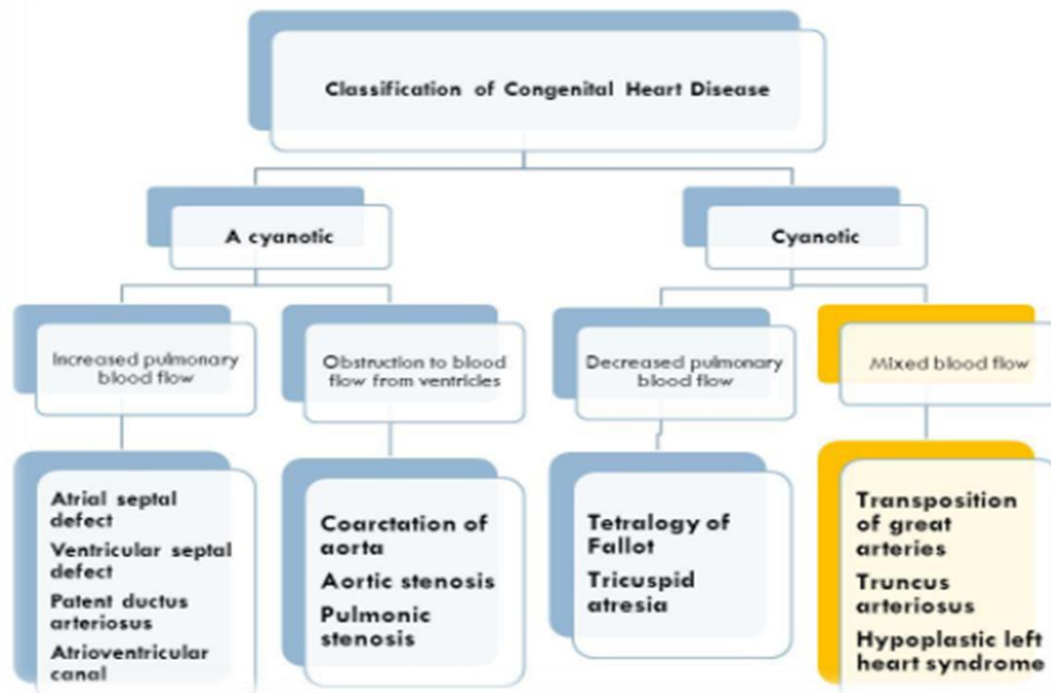 Classification of Congenital Heart Disease
A cyanotic
Cyanotic
Increased pulmonary
blood flow
Obstruction to blood
flow from ventricles
Decreased pulmonary
blood flow
Mixed blood flow
Atrial septal
defect
Ventricular septal
defect
Patent ductus
arteriosus
Atrioventricular
canal
Coarctation of
aorta
Aortic stenosis
Pulmonic
stenosis
Tetralogy of
Fallot
Tricuspid
atresia
Transposition
of great
arteries
Truncus
arteriosus
Hypoplastic left
heart syndrome